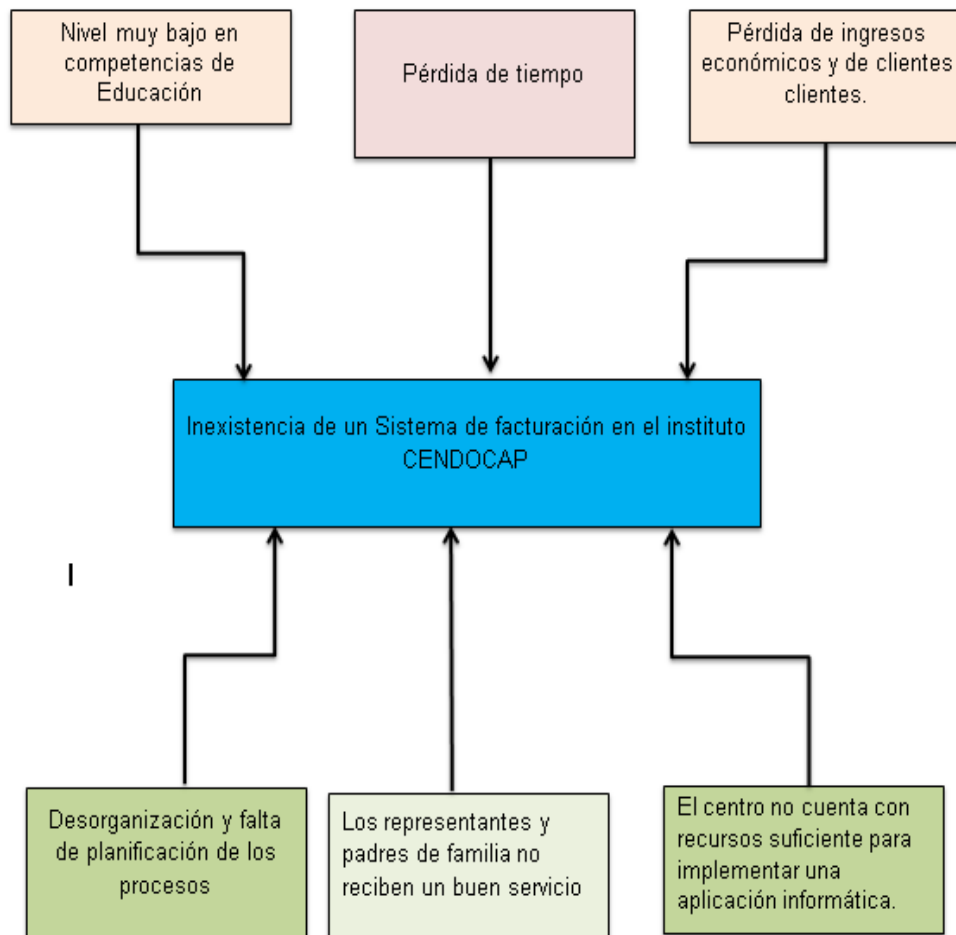 Nivel muy bajo en
competencias de
Educación
Pérdida de tiempo
Pérdida de ingresos
económicos y de clientes
clientes.
Inexistencia de un Sistema de facturación en el instituto
CENDOCAP
I
Desorganización y falta
de planificación de los
procesos
Los representantes y
padres de familia no
reciben un buen servicio
El centro no cuenta con
recursos suficiente para
implementar una
aplicación informática.